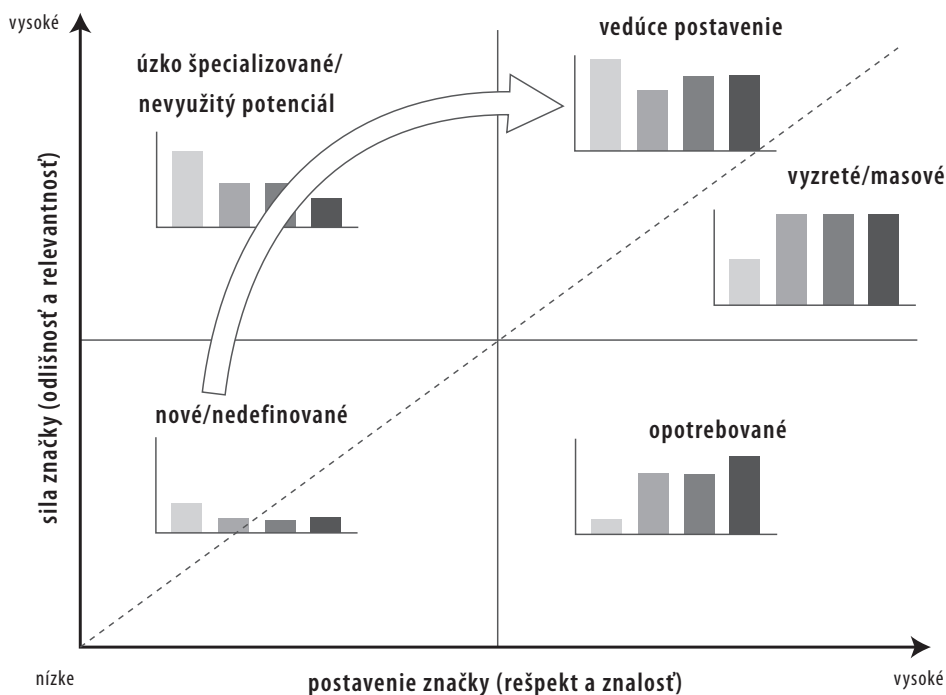 vysoké
vedúce postavenie
úzko špecializované/
nevyužitý potenciál
vyzreté/masové
sila značky (odlišnosť a relevantnosť)
nové/nedefinované
opotrebované
nízke
postavenie značky (rešpekt a znalosť)
vysoké